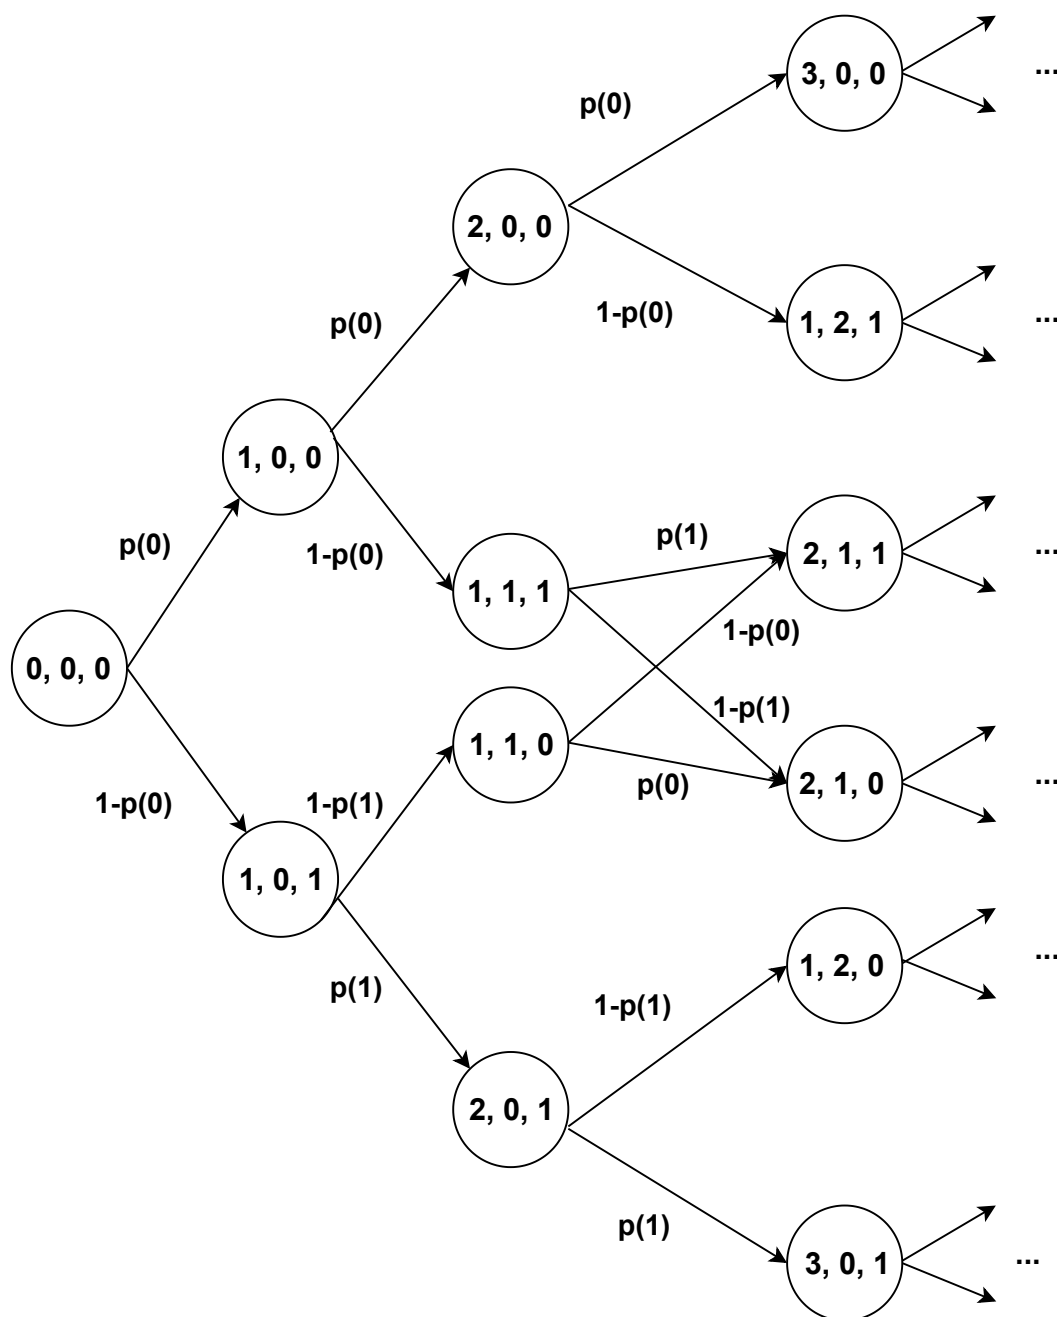 3, 0, 0
...
p(0)
2, 0, 0
1-p(0)
1, 2, 1
...
p(0)
1, 0, 0
p(0)
1-p(0)
p(1)
2, 1, 1
...
1, 1, 1
1-p(0)
0, 0, 0
1-p(1)
1, 1, 0
p(0)
2, 1, 0
...
1-p(0)
1-p(1)
1, 0, 1
p(1)
1-p(1)
1, 2, 0
...
2, 0, 1
p(1)
3, 0, 1
...